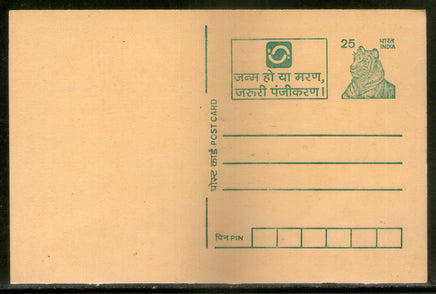 25 भारत
INDIA
जन्म हो या मरण,
जरूरी पंजीकरण।
पोस्ट कार्ड POST CARD
पिन PIN